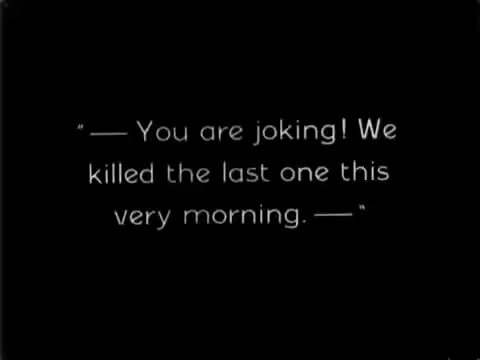 "— You are joking! We
killed the last one this
very morning. —"